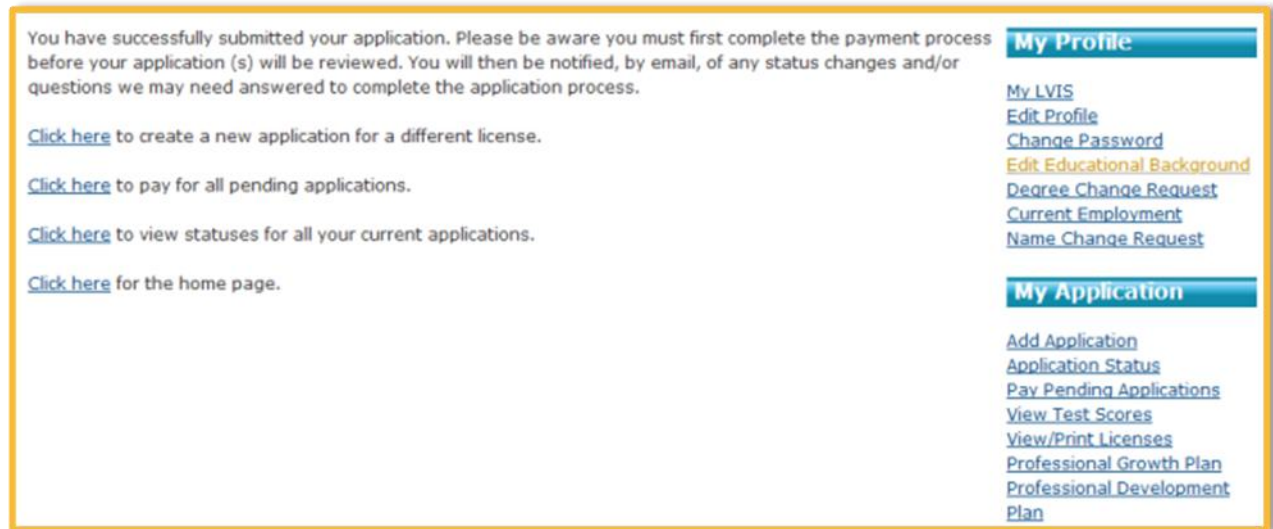 You have successfully submitted your application. Please be aware you must first complete the payment process
before your application (s) will be reviewed. You will then be notified, by email, of any status changes and/or
questions we may need answered to complete the application process.
Click here to create a new application for a different license.
Click here to pay for all pending applications.
Click here to view statuses for all your current applications.
Click here for the home page.
My Profile
My LVIS
Edit Profile
Change Password
Edit Educational Background
Degree Change Request
Current Employment
Name Change Request
My Application
Add Application
Application Status
Pay Pending Applications
View Test Scores
View/Print Licenses
Professional Growth Plan
Professional Development
Plan